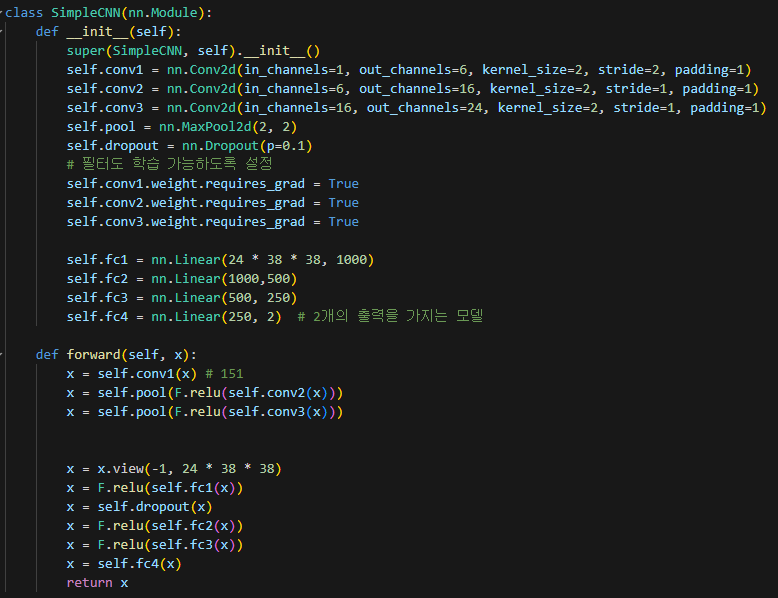 class SimpleCNN(nn.Module):
    def __init__(self):
        super(SimpleCNN, self).__init__()
        self.conv1 = nn.Conv2d(in_channels=1, out_channels=6, kernel_size=2, stride=2, padding=1)
        self.conv2 = nn.Conv2d(in_channels=6, out_channels=16, kernel_size=2, stride=1, padding=1)
        self.conv3 = nn.Conv2d(in_channels=16, out_channels=24, kernel_size=2, stride=1, padding=1)
        self.pool = nn.MaxPool2d(2, 2)
        self.dropout = nn.Dropout(p=0.1)
        # 필터도 학습 가능하도록 설정
        self.conv1.weight.requires_grad = True
        self.conv2.weight.requires_grad = True
        self.conv3.weight.requires_grad = True
        self.fc1 = nn.Linear(24 * 38 * 38, 1000)
        self.fc2 = nn.Linear(1000,500)
        self.fc3 = nn.Linear(500, 250)
        self.fc4 = nn.Linear(250, 2)  # 2개의 출력을 가지는 모델
    def forward(self, x):
        x = self.conv1(x) # 151
        x = self.pool(F.relu(self.conv2(x)))
        x = self.pool(F.relu(self.conv3(x)))
        x = x.view(-1, 24 * 38 * 38)
        x = F.relu(self.fc1(x))
        x = self.dropout(x)
        x = F.relu(self.fc2(x))
        x = F.relu(self.fc3(x))
        x = self.fc4(x)
        return x